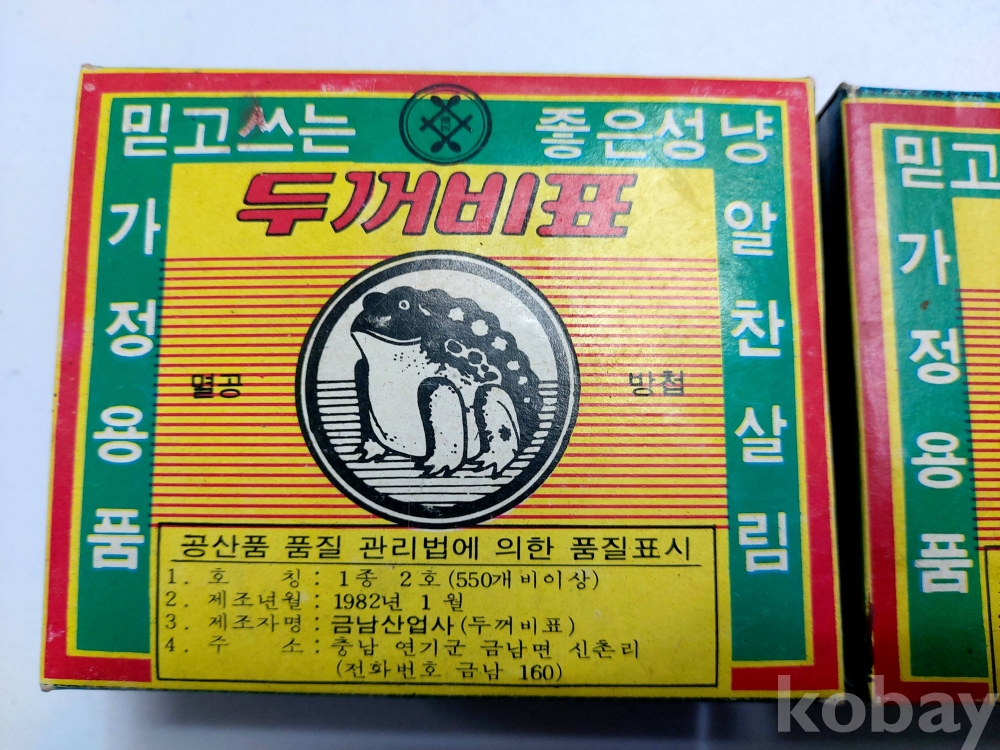 믿고쓰는 좋은성냥
두꺼비표
가정용품
알찬살림
멸공 방첩
공산품 품질 관리법에 의한 품질표시
1. 호 칭 : 1종 2호 (550개비이상)
2. 제조년월 : 1982년 1월
3. 제조자명 : 금남산업사 (두꺼비표)
4. 주 소 : 충남 연기군 금남면 신촌리
(전화번호 금남 160)
믿고
가정용품
kobay